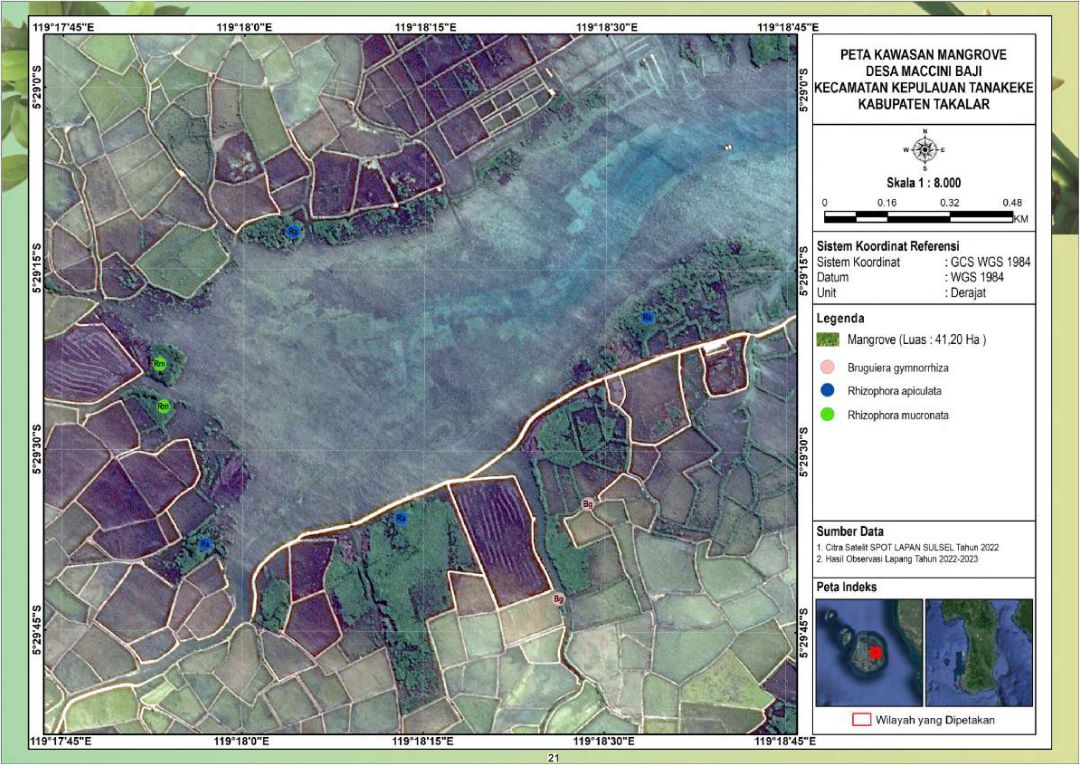 119°17'45"E 119°18'0"E 119°18'15"E 119°18'30"E 119°18'45"E
5°29'0"S
5°29'15"S
5°29'30"S
5°29'45"S
Ra
Ra
Rm
Rm
Bg
Ra
Ra
Bg
5°29'0"S
5°29'15"S
5°29'30"S
5°29'45"S
119°17'45"E 119°18'0"E 119°18'15"E 119°18'30"E 119°18'45"E
PETA KAWASAN MANGROVE
DESA MACCINI BAJI
KECAMATAN KEPULAUAN TANAKEKE
KABUPATEN TAKALAR
N
W E
S
Skala 1 : 8.000
0 0.16 0.32 0.48
KM
Sistem Koordinat Referensi
Sistem Koordinat : GCS WGS 1984
Datum : WGS 1984
Unit : Derajat
Legenda
Mangrove (Luas : 41,20 Ha )
Bruguiera gymnorrhiza
Rhizophora apiculata
Rhizophora mucronata
Sumber Data
1. Citra Satelit SPOT LAPAN SULSEL Tahun 2022
2. Hasil Observasi Lapang Tahun 2022-2023
Peta Indeks
Wilayah yang Dipetakan
21